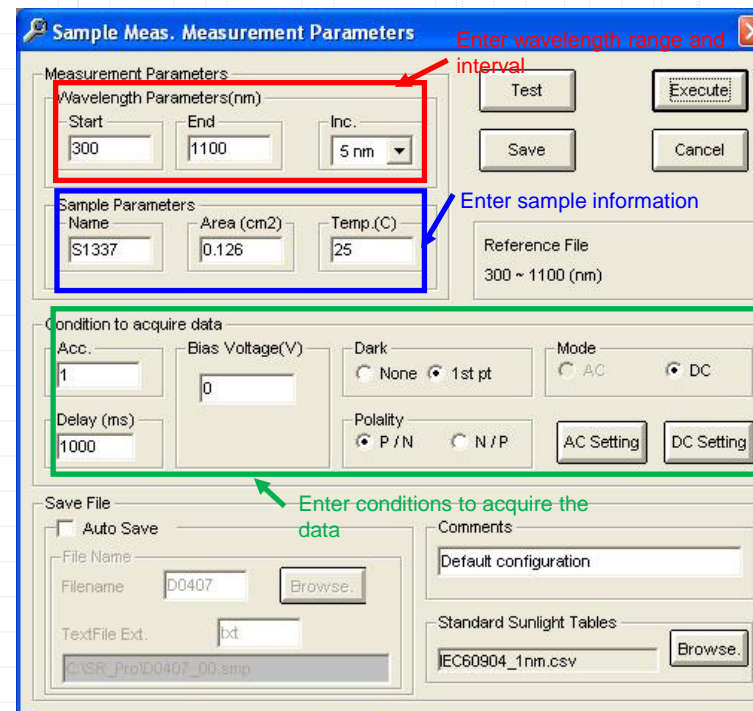 Sample Meas. Measurement Parameters
Enter wavelength range and
interval
Measurement Parameters
Wavelength Parameters(nm)
Start
End
Inc.
300
1100
5 nm
Test
Execute
Save
Cancel
Sample Parameters
Name
Area (cm2)
Temp.(C)
S1337
0.126
25
Enter sample information
Reference File
300 ~ 1100 (nm)
Condition to acquire data
Acc.
Bias Voltage(V)
Dark
Mode
1
0
None
1st pt
AC
DC
Delay (ms)
Polality
1000
P / N
N / P
AC Setting
DC Setting
Enter conditions to acquire the
data
Save File
Auto Save
Comments
File Name
Default configuration
Filename
D0407
Browse.
TextFile Ext.
txt
Standard Sunlight Tables
C:\SR_Pro\D0407_00.smp
IEC60904_1nm.csv
Browse.